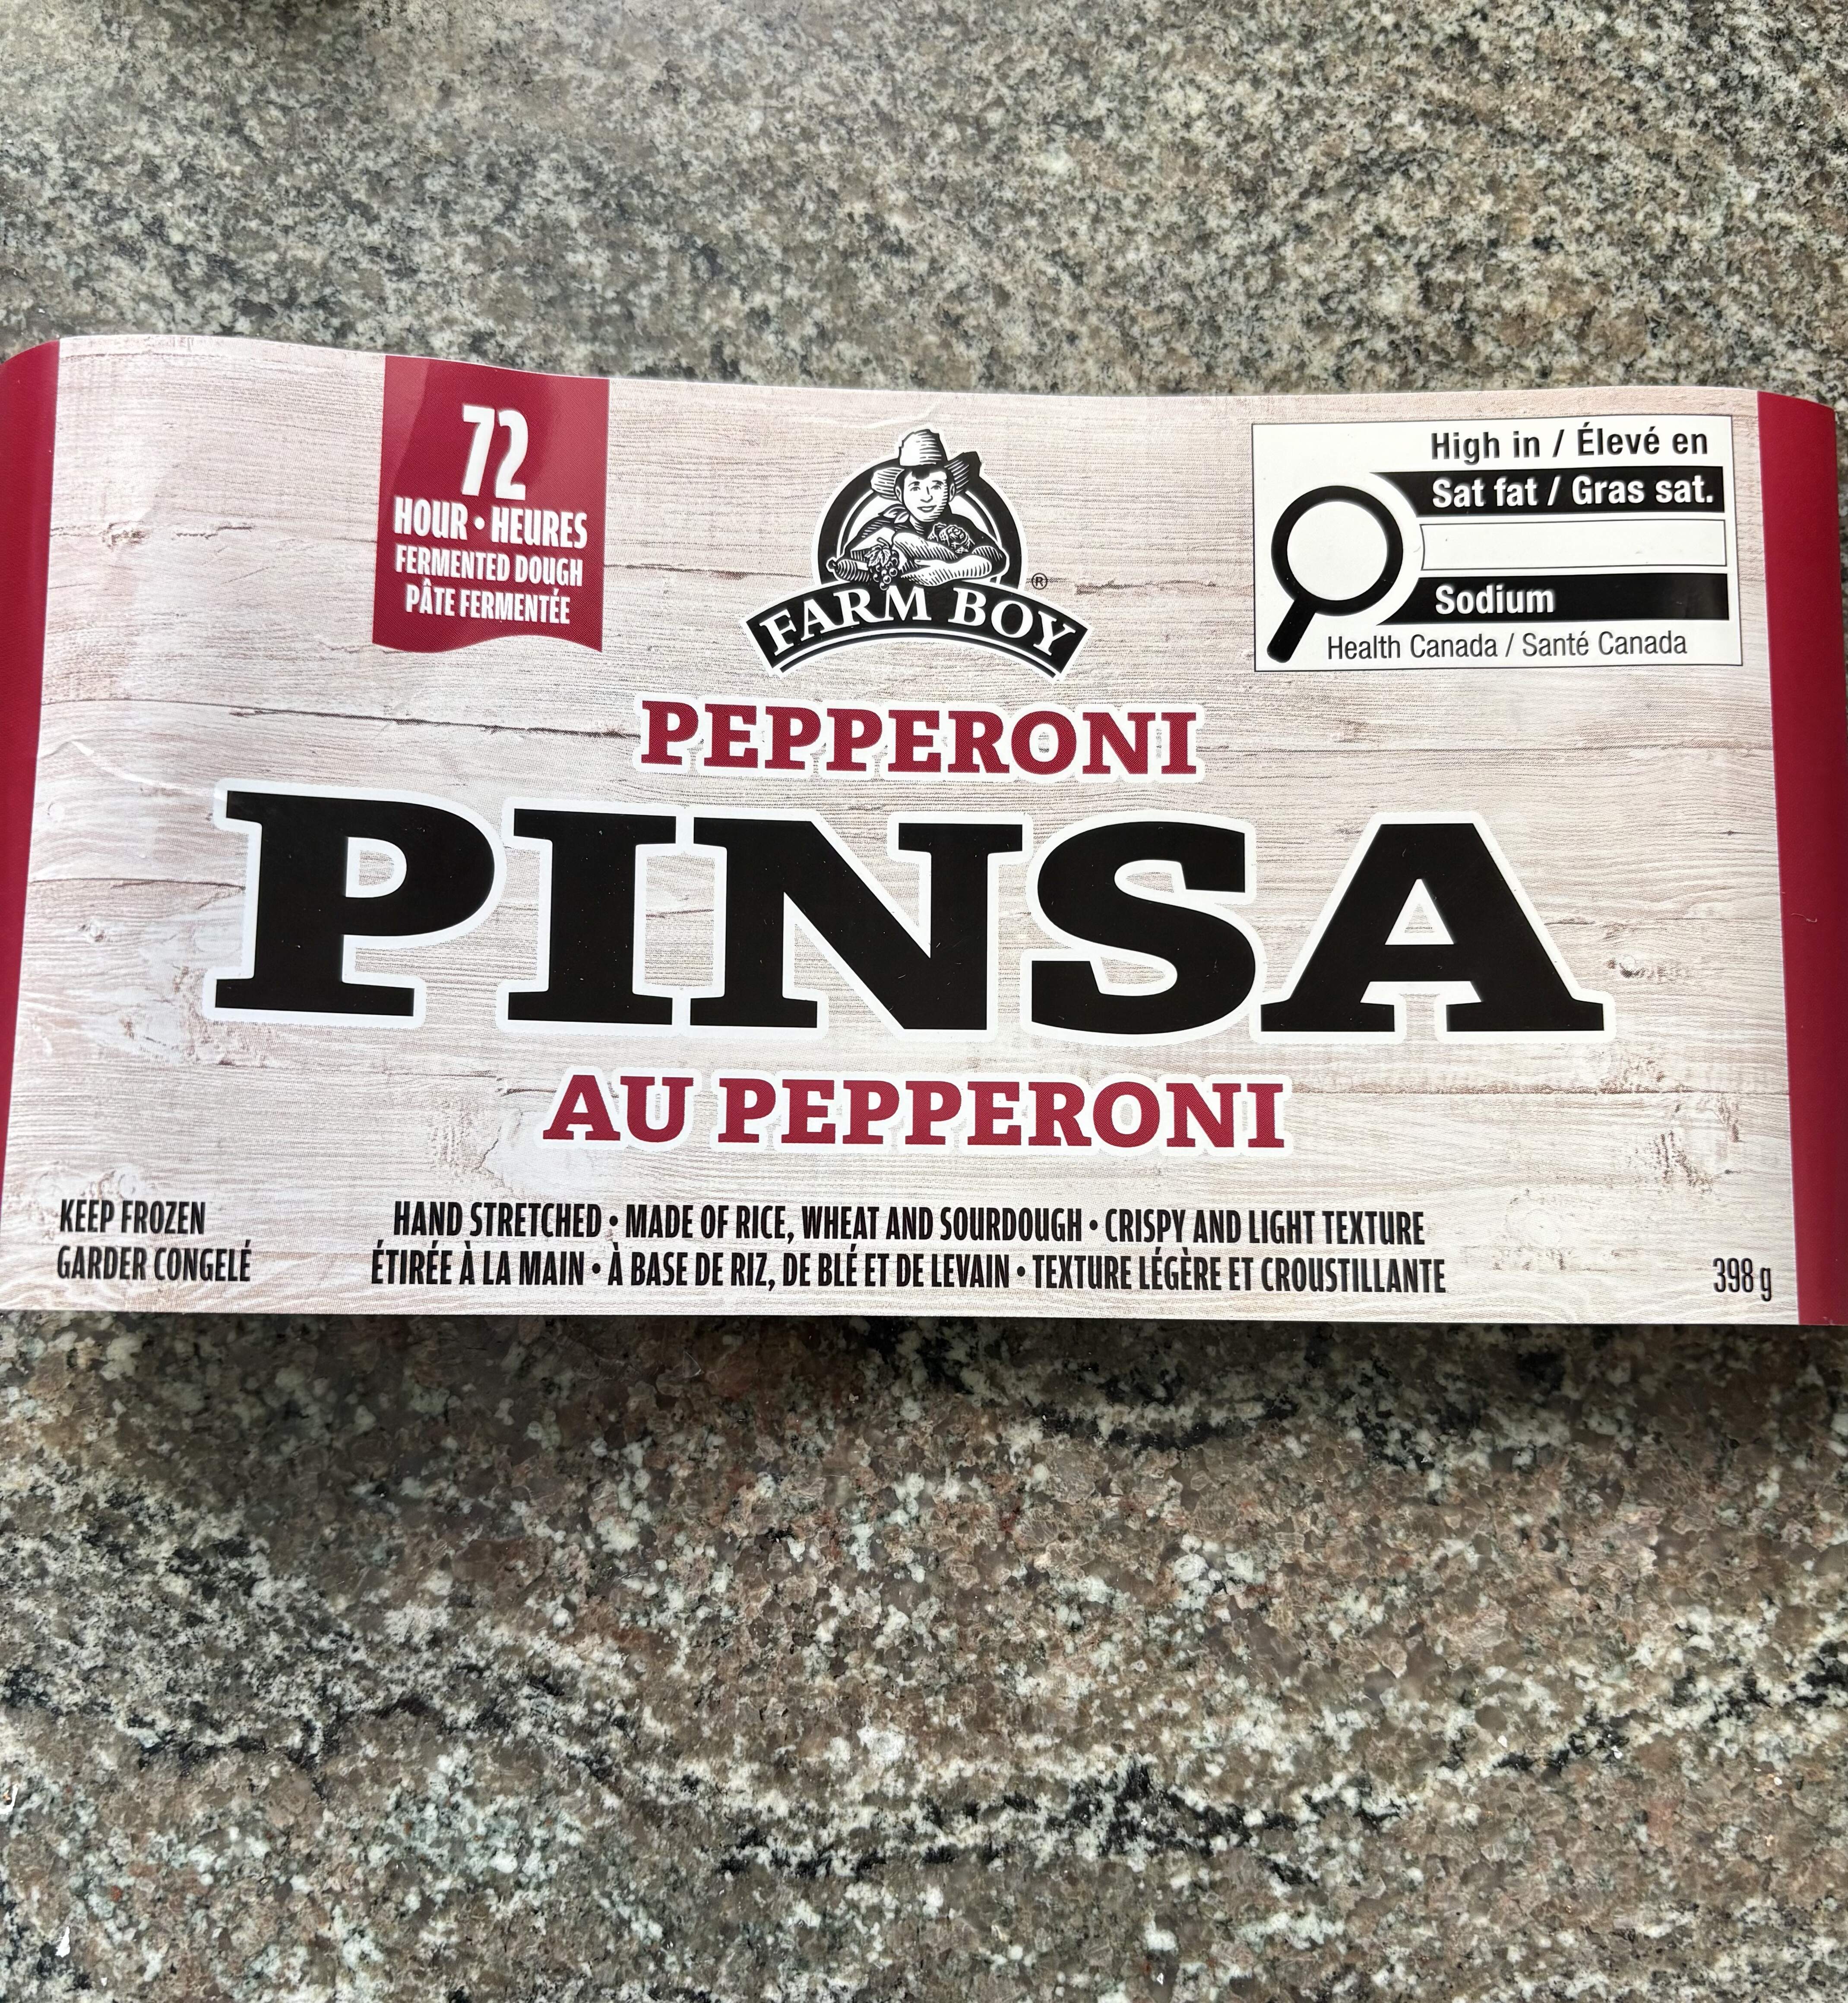 72
HOUR • HEURES
FERMENTED DOUGH
PÂTE FERMENTÉE
FARM BOY
®
High in / Élevé en
Sat fat / Gras sat.
Sodium
Health Canada / Santé Canada
PEPPERONI
PINSA
AU PEPPERONI
KEEP FROZEN
GARDER CONGELÉ
HAND STRETCHED • MADE OF RICE, WHEAT AND SOURDOUGH • CRISPY AND LIGHT TEXTURE
ÉTIRÉE À LA MAIN • À BASE DE RIZ, DE BLÉ ET DE LEVAIN • TEXTURE LÉGÈRE ET CROUSTILLANTE
398 g